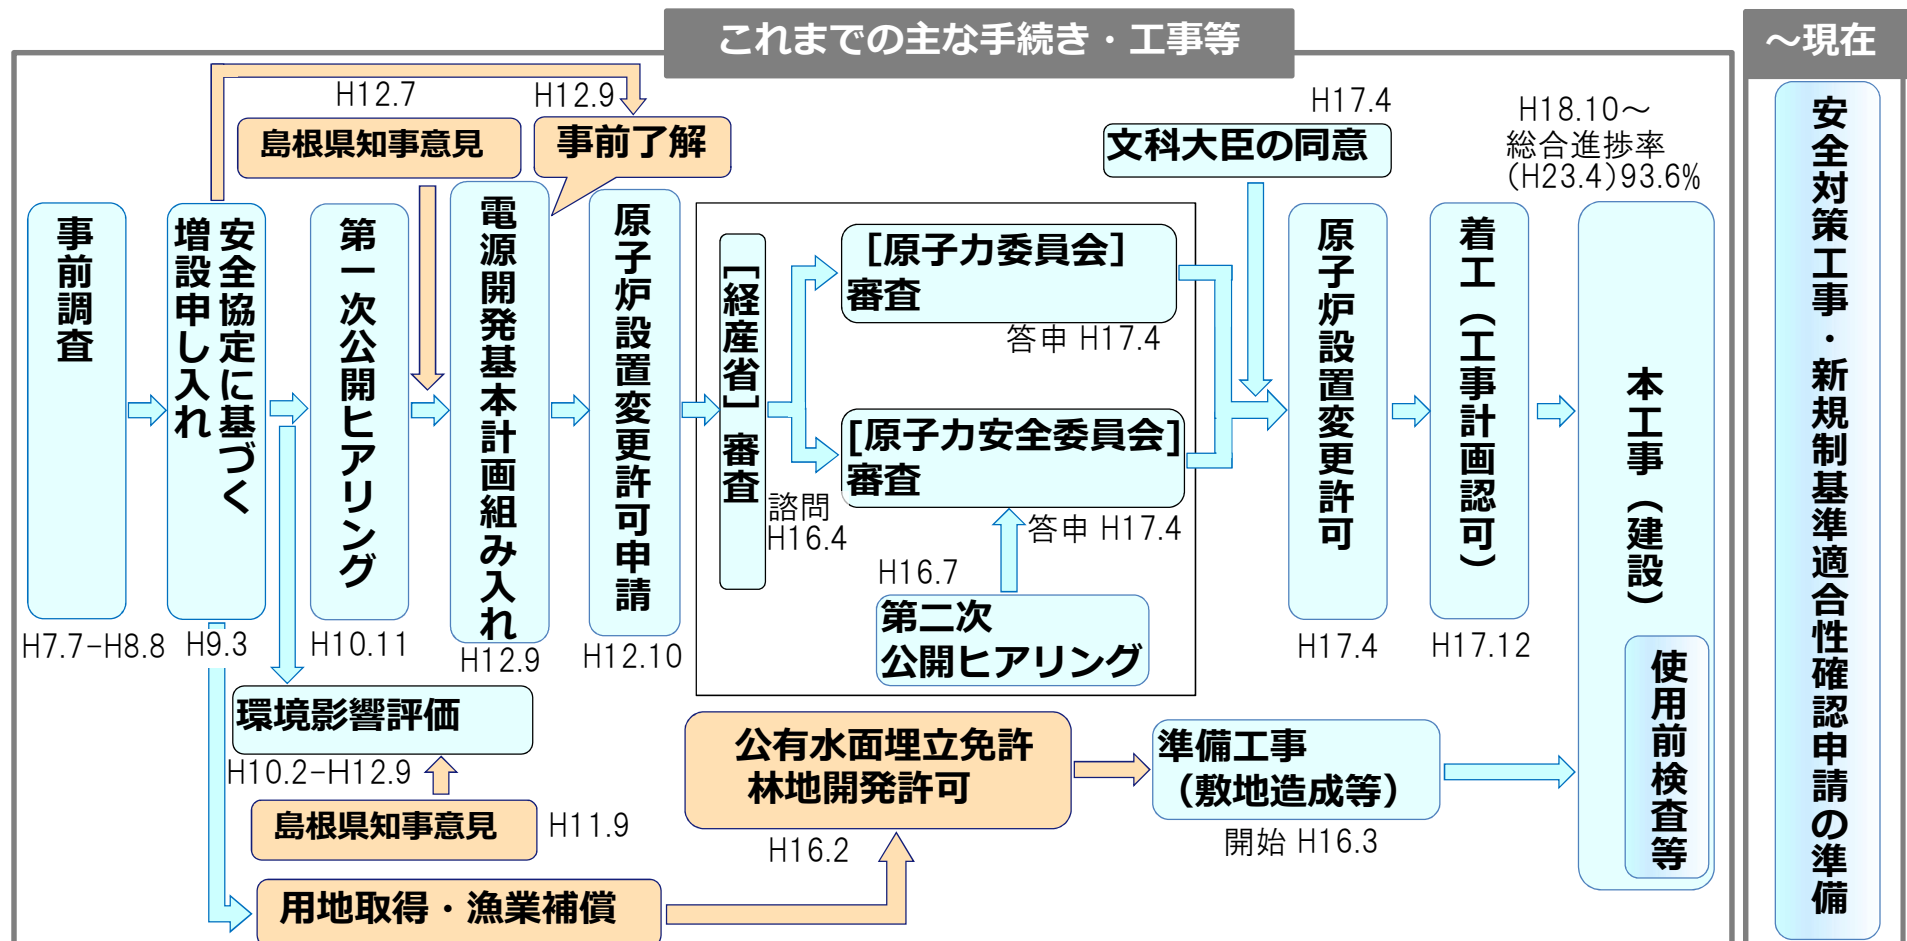 これまでの主な手続き・工事等
～現在
H12.7
島根県知事意見
H12.9
事前了解
H17.4
文科大臣の同意
H18.10～
総合進捗率
(H23.4)93.6%
事前調査
H7.7-H8.8
安全協定に基づく
増設申し入れ
H9.3
第一次公開ヒアリング
H10.11
電源開発基本計画組み入れ
H12.9
原子炉設置変更許可申請
H12.10
［経産省］審査
諮問
H16.4
［原子力委員会］
審査
答申 H17.4
[原子力安全委員会]
審査
答申 H17.4
H16.7
第二次
公開ヒアリング
原子炉設置変更許可
H17.4
着工（工事計画認可）
H17.12
本工事（建設）
使用前検査等
環境影響評価
H10.2-H12.9
島根県知事意見
H11.9
用地取得・漁業補償
公有水面埋立免許
林地開発許可
H16.2
準備工事
（敷地造成等）
開始 H16.3
安全対策工事・新規制基準適合性確認申請の準備